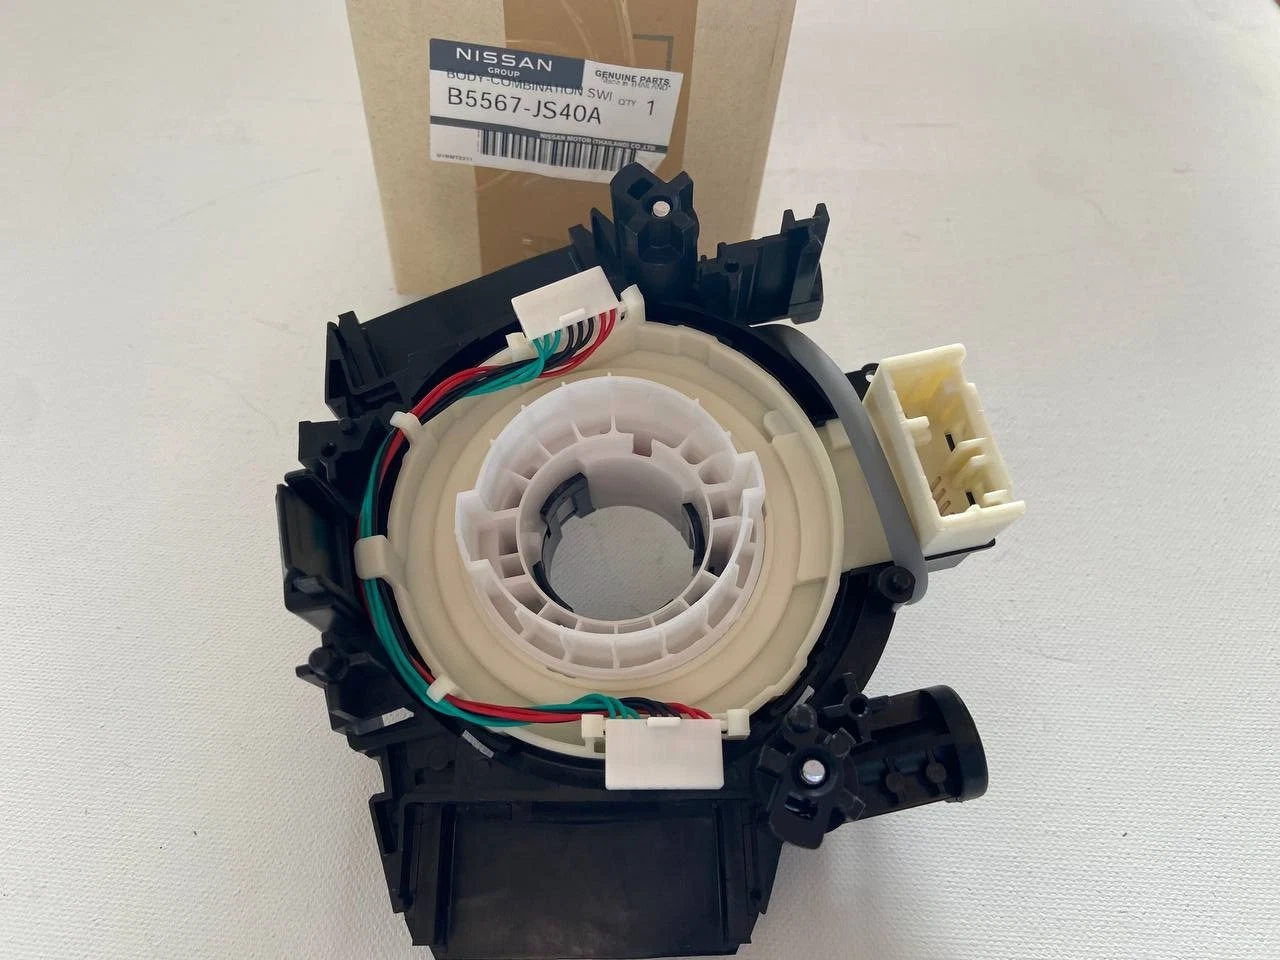 NISSAN
GROUP
GENUINE PARTS
Made in THAILAND
BODY-COMBINATION SWI
B5567-JS40A QTY 1
NISSAN MOTOR (THAILAND) CO.,LTD.